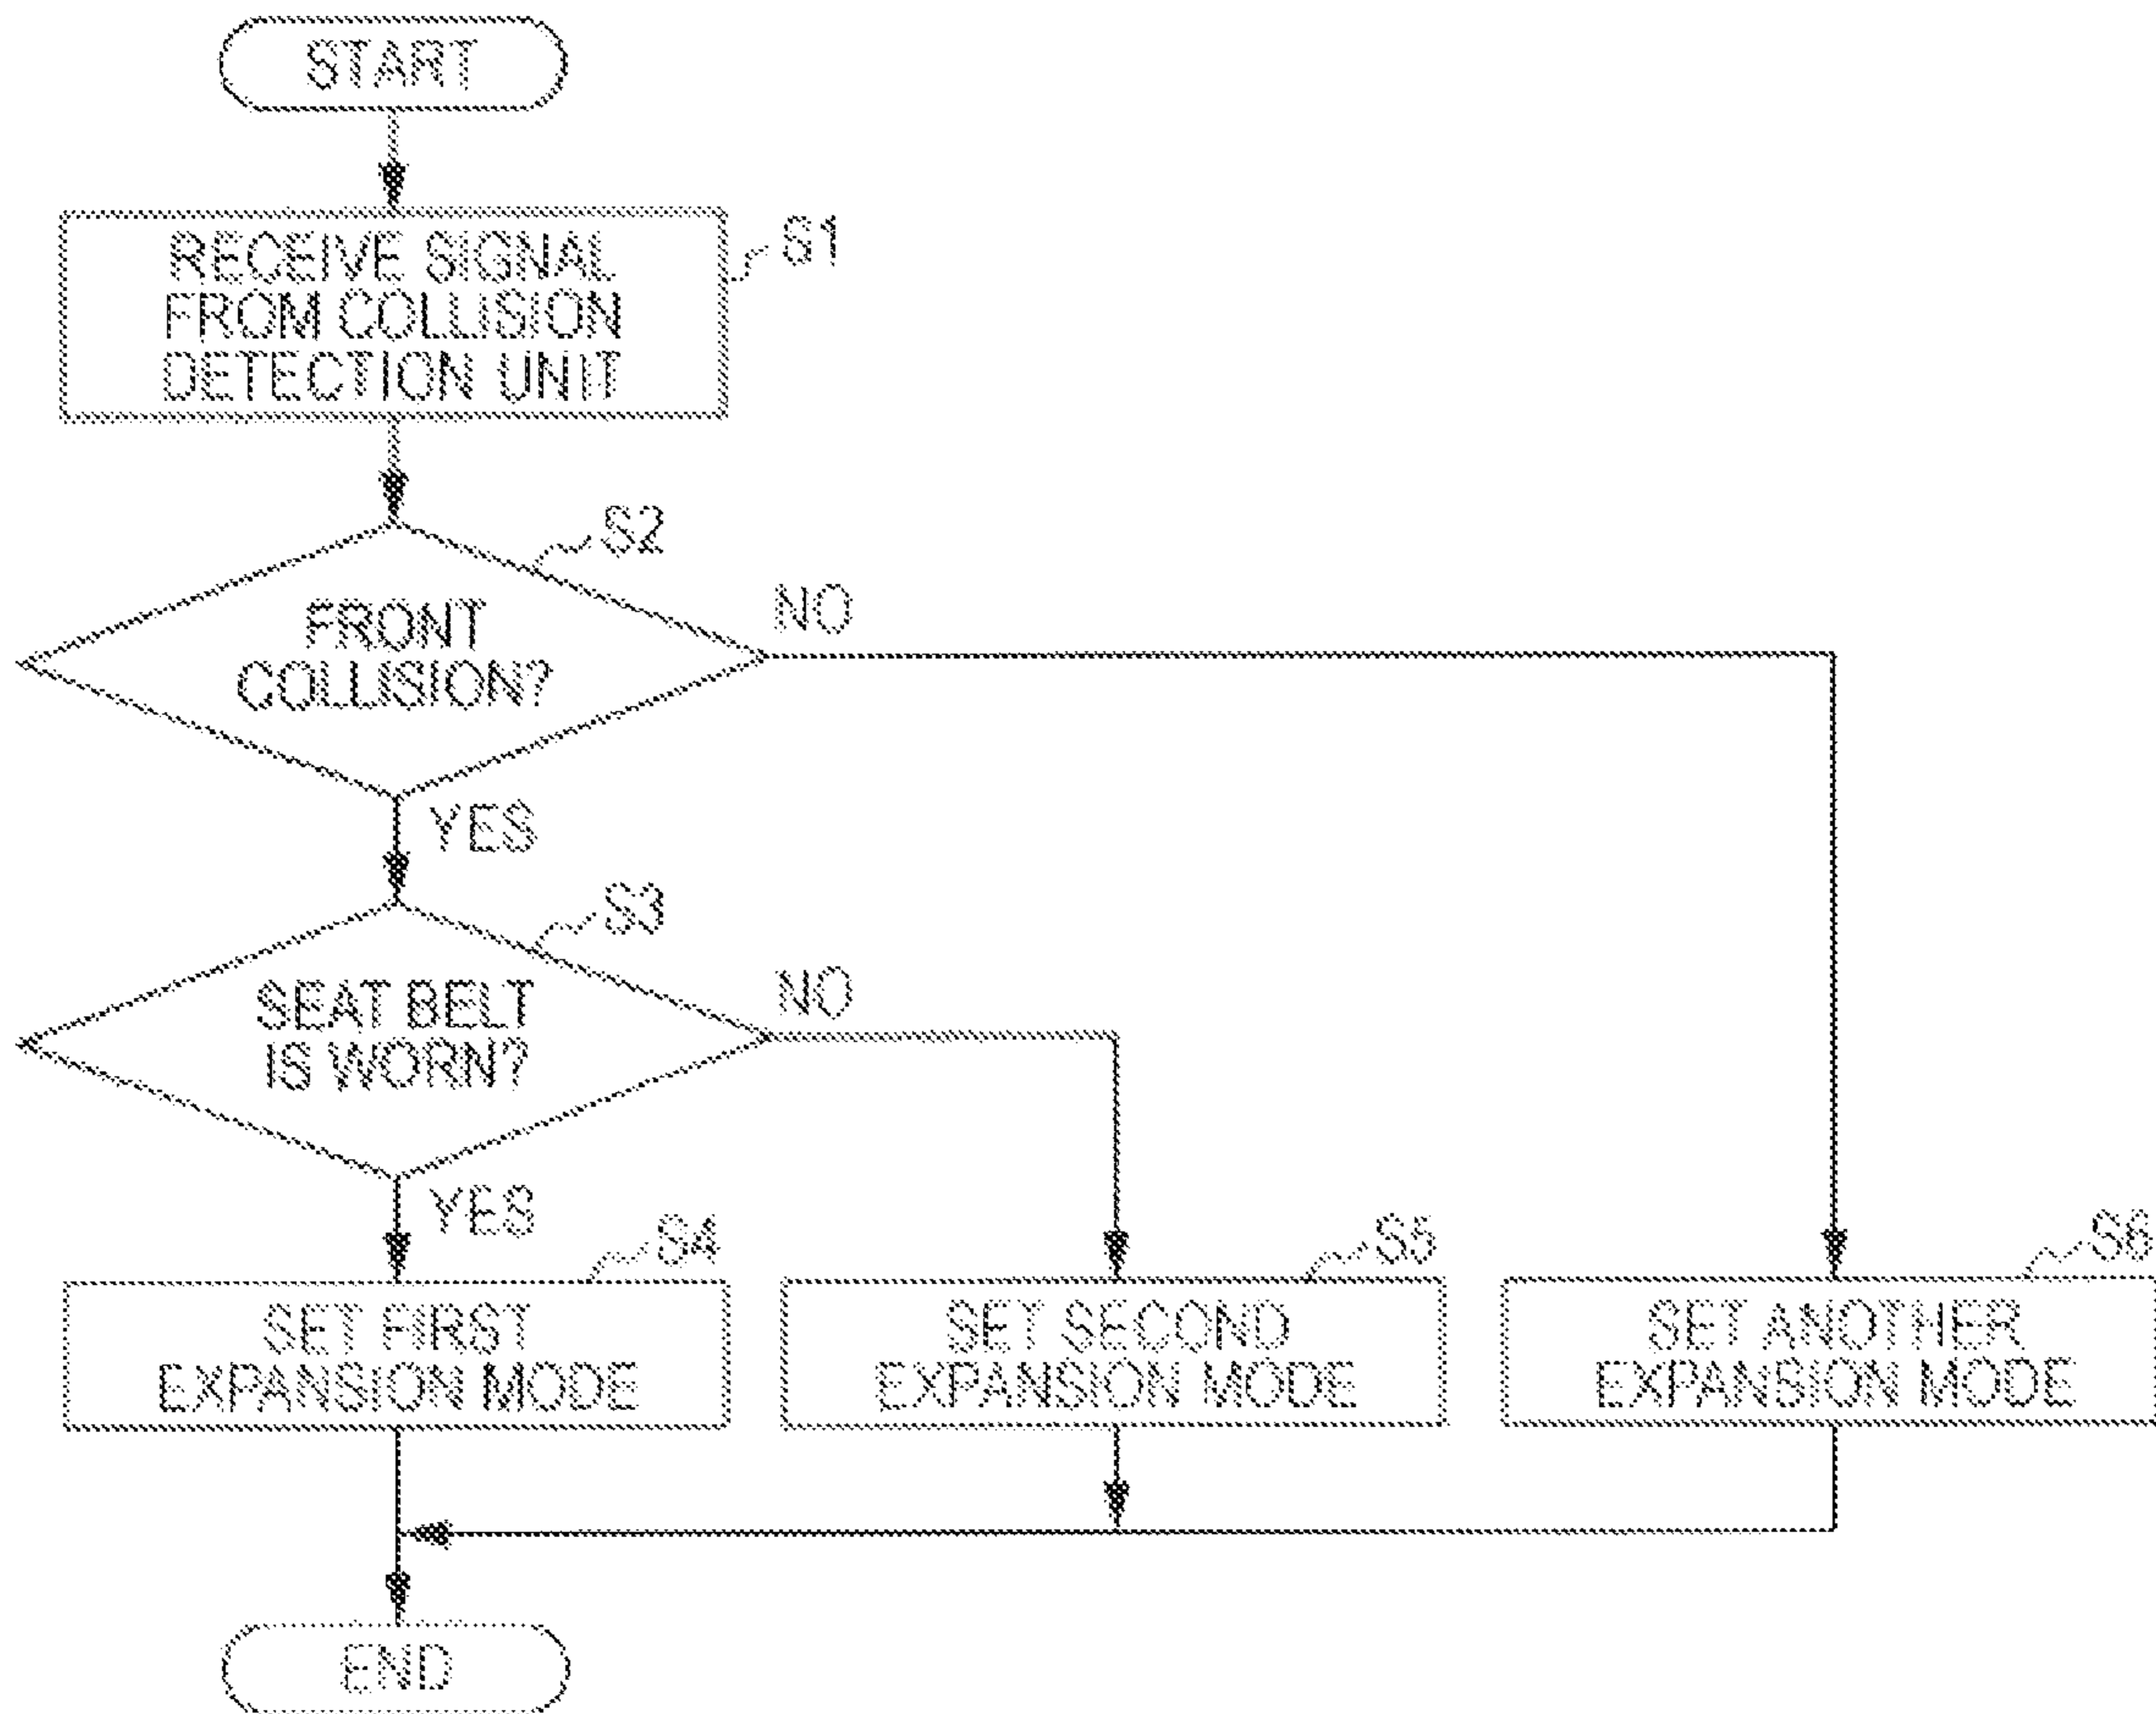 START
RECEIVE SIGNAL
FROM COLLISION
DETECTION UNIT
S1
S2
FRONT
COLLISION?
NO
YES
S3
SEAT BELT
IS WORN?
NO
YES
S4
SET FIRST
EXPANSION MODE
S5
SET SECOND
EXPANSION MODE
S6
SET ANOTHER
EXPANSION MODE
END